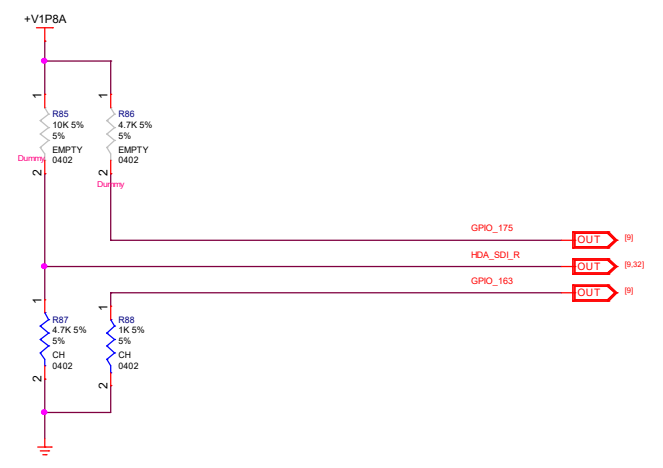 +V1P8A
1
1
R85
10K 5%
5%
EMPTY
0402
R86
4.7K 5%
5%
EMPTY
0402
Dummy
2
2
Dummy
GPIO_175
OUT
[9]
HDA_SDI_R
OUT
[9,32]
GPIO_163
OUT
[9]
1
1
R87
4.7K 5%
5%
CH
0402
R88
1K 5%
5%
CH
0402
2
2